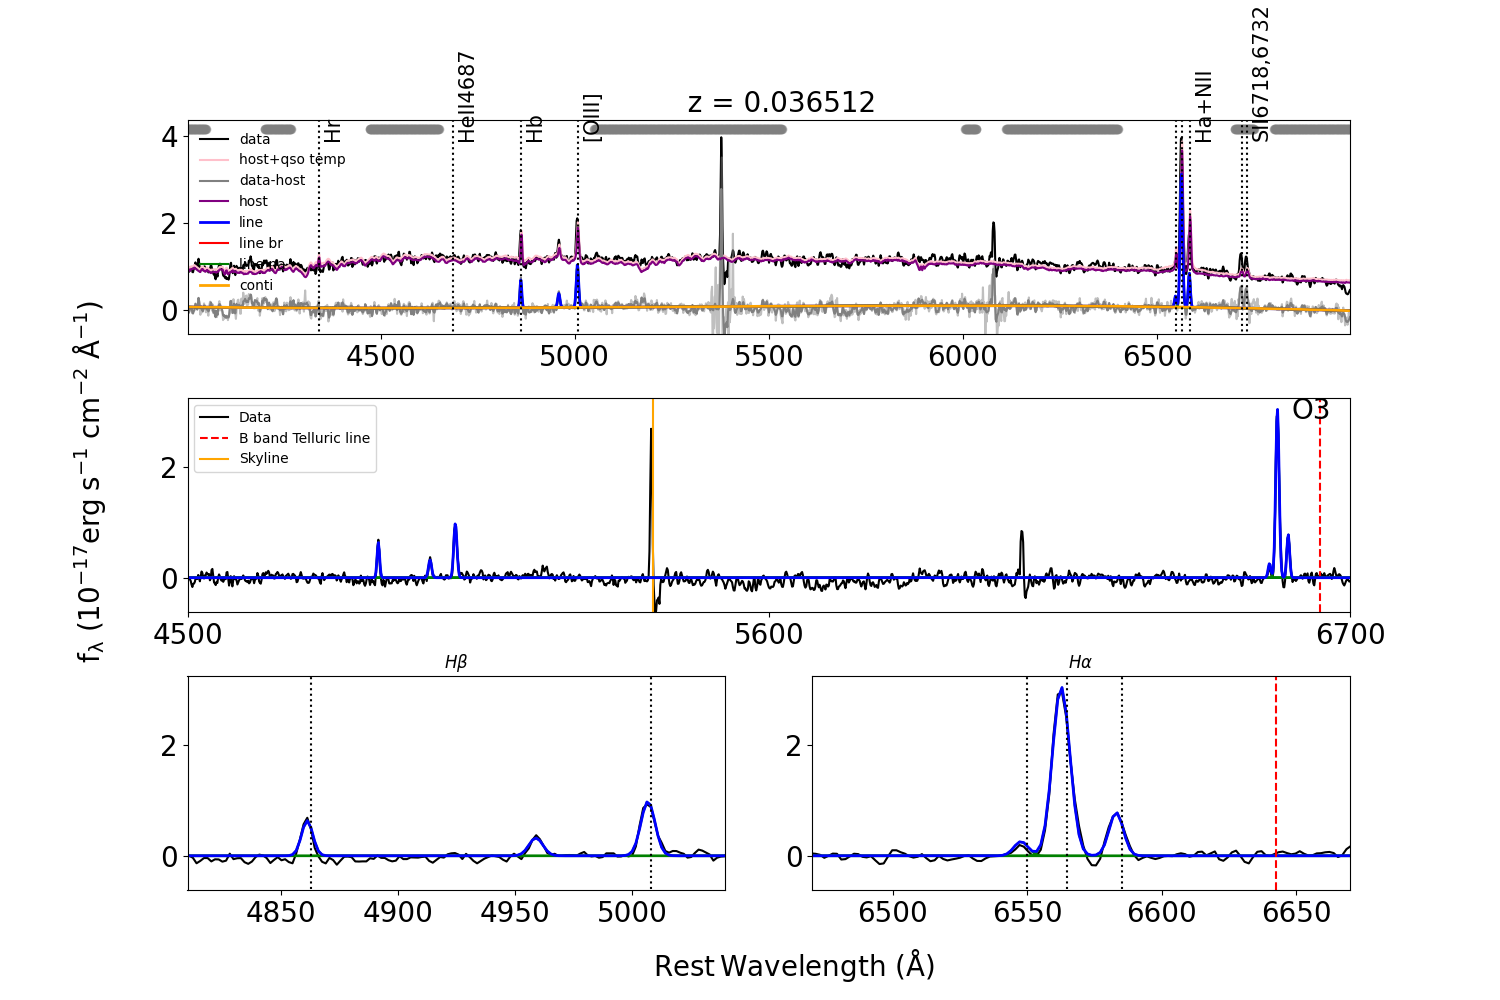 z = 0.036512
Hr
HeII4687
Hb
[OIII]
Ha+NII
SII6718,6732
data
host+qso temp
data-host
host
line
line br
conti
4
2
0
4500 5000 5500 6000 6500
fλ (10⁻¹⁷erg s⁻¹ cm⁻² Å⁻¹)
Data
B band Telluric line
Skyline
O3
2
0
4500 5600 6700
Hβ
2
0
4850 4900 4950 5000
Hα
2
0
6500 6550 6600 6650
Rest Wavelength (Å)